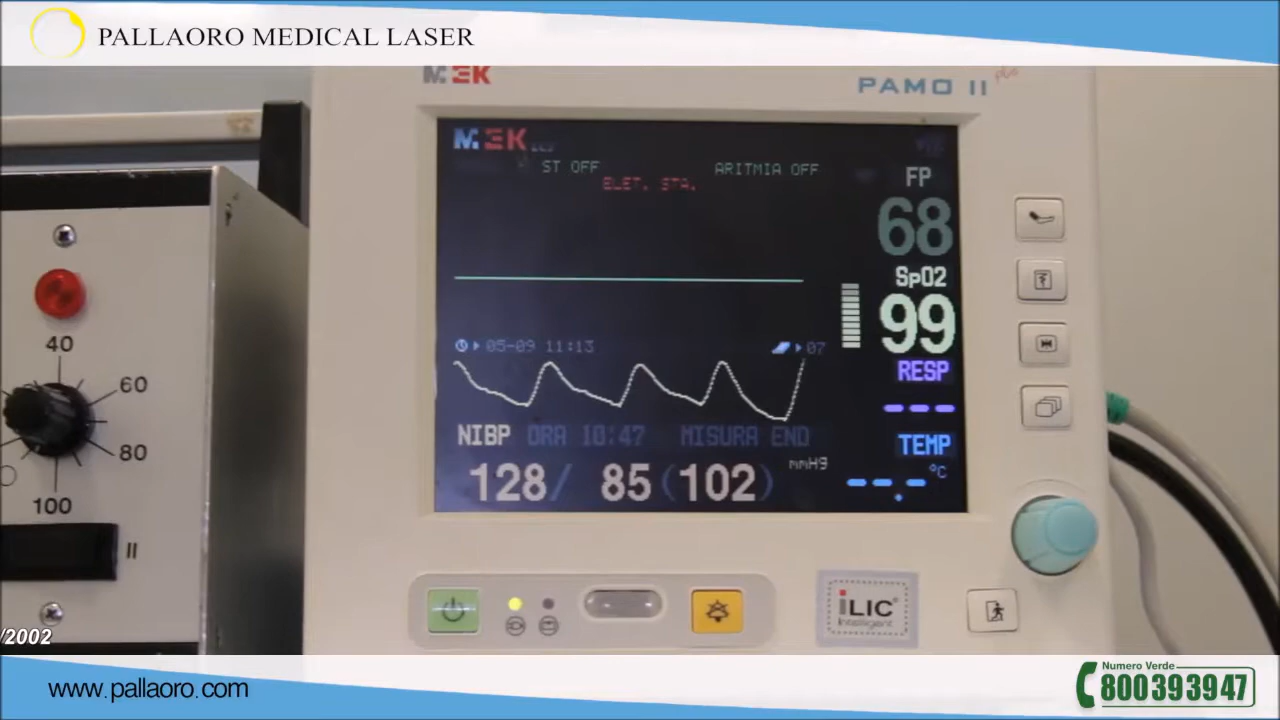 PALLAORO MEDICAL LASER
MEK
PAMO II plus
MEK
ST OFF
ARITMIA OFF
ELET. STA.
FP
68
SpO2
99
05-09 11:13
07
RESP
---
NIBP ORA 10:47 MISURA END
TEMP
°C
128/ 85 (102) mmHg
--.-
40
60
80
100
II
iLIC®
intelligent
/2002
www.pallaoro.com
Numero Verde
800393947